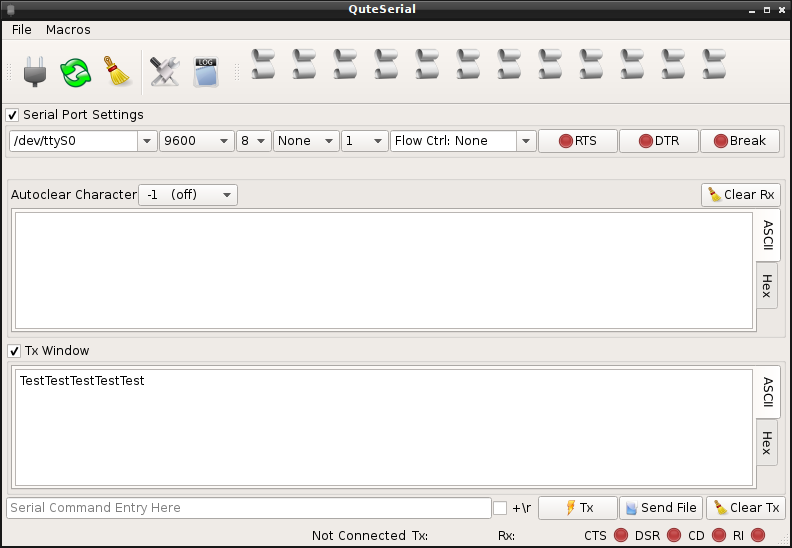 QuteSerial
File Macros
LOG
Serial Port Settings
/dev/ttyS0 9600 8 None 1 Flow Ctrl: None RTS DTR Break
Autoclear Character -1 (off) Clear Rx
ASCII
Hex
Tx Window
TestTestTestTestTest
ASCII
Hex
Serial Command Entry Here +\r Tx Send File Clear Tx
Not Connected Tx: Rx: CTS DSR CD RI